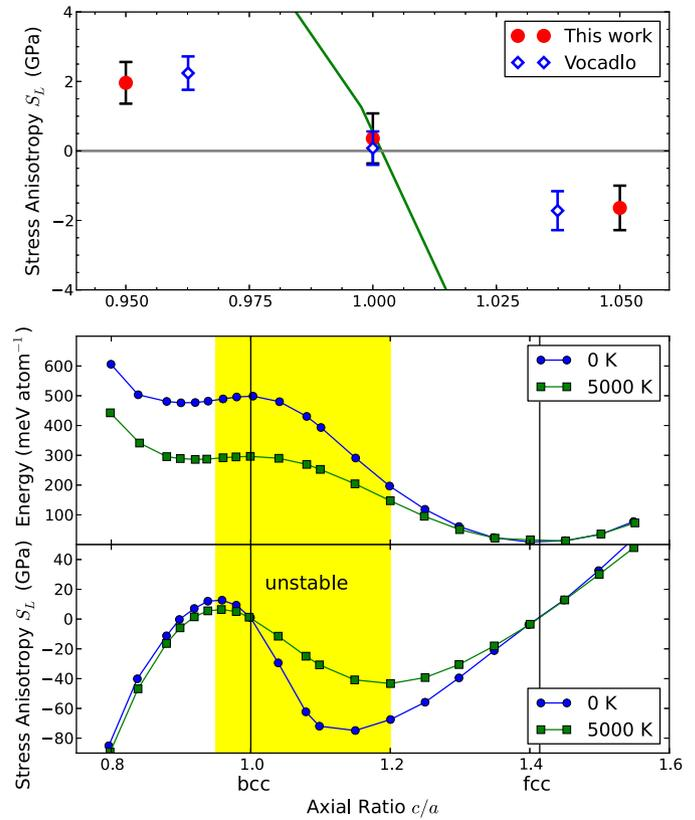 4
2
0
−2
−4
Stress Anisotropy S_L (GPa)
This work
Vocadlo
0.950 0.975 1.000 1.025 1.050
600
500
400
300
200
100
Energy (meV atom⁻¹)
0 K
5000 K
40
20
0
−20
−40
−60
−80
Stress Anisotropy S_L (GPa)
unstable
0 K
5000 K
0.8 1.0 1.2 1.4 1.6
bcc fcc
Axial Ratio c/a